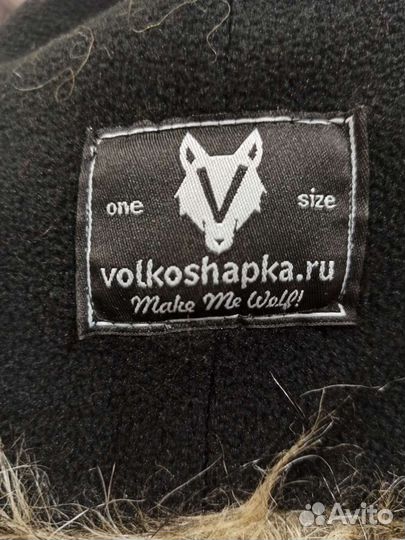 V
one size
volkoshapka.ru
Make Me Wolf!
Avito